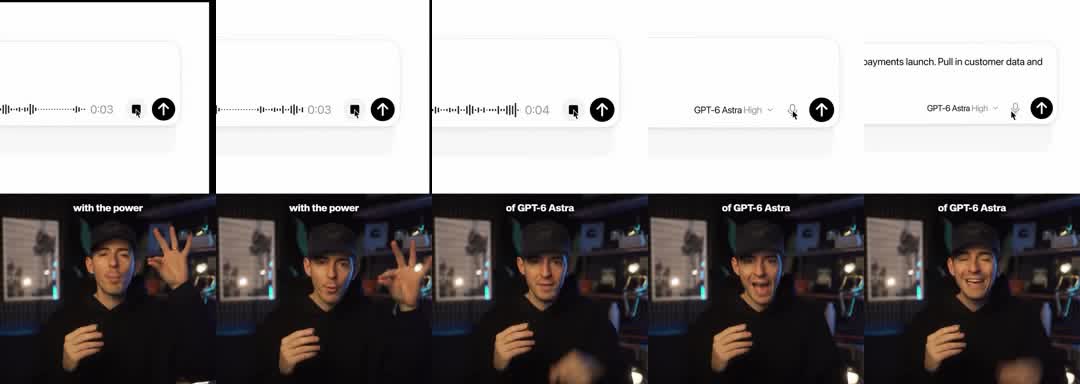 0:03
0:03
0:04
GPT-6 Astra High
payments launch. Pull in customer data and
GPT-6 Astra High
with the power
with the power
of GPT-6 Astra
of GPT-6 Astra
of GPT-6 Astra